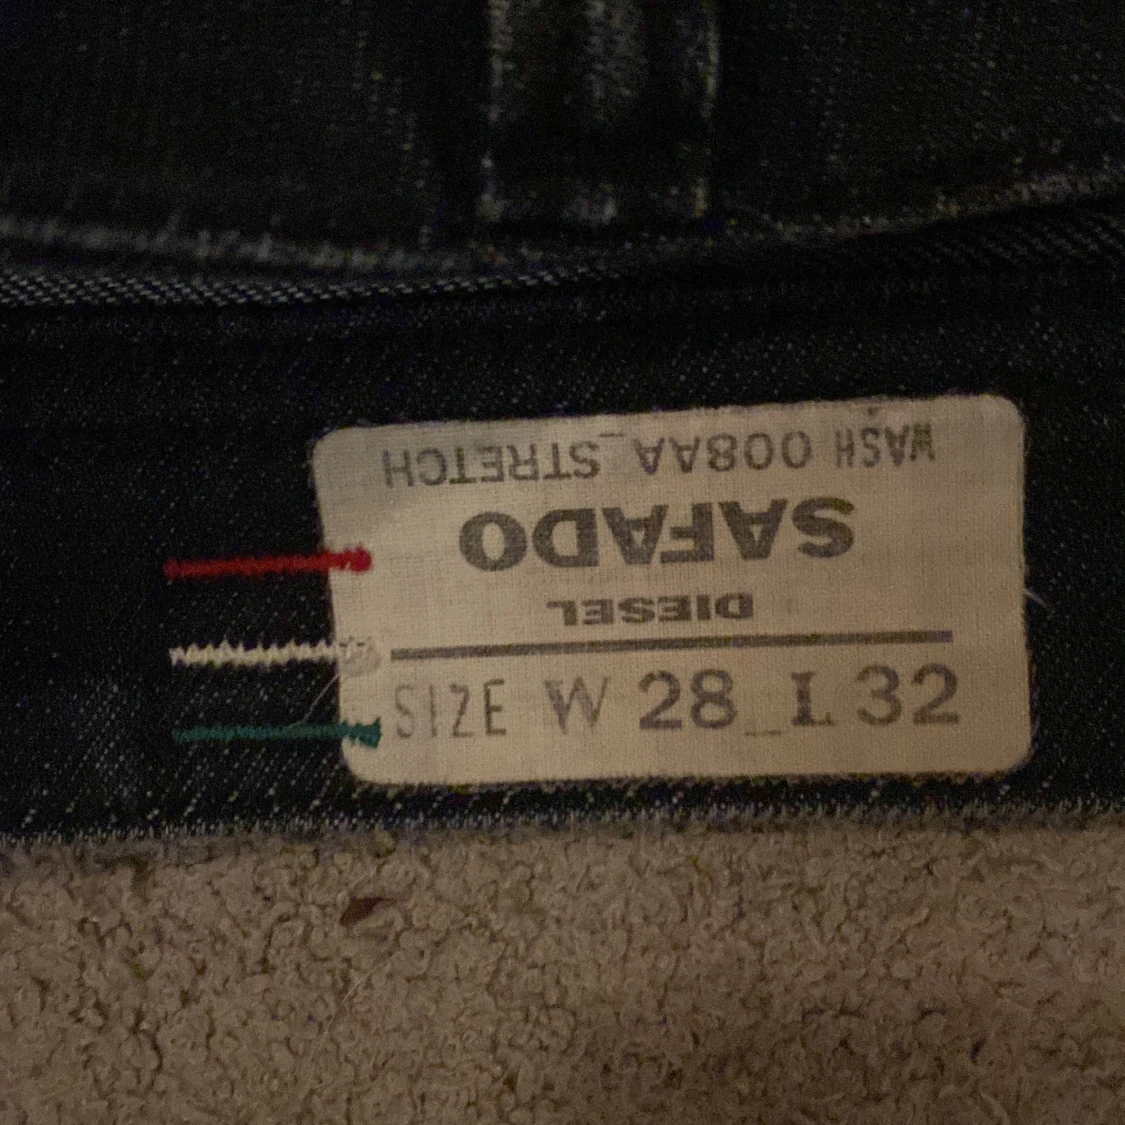 WASH 008AA_STRETCH
SAFADO
DIESEL
SIZE W 28_L 32